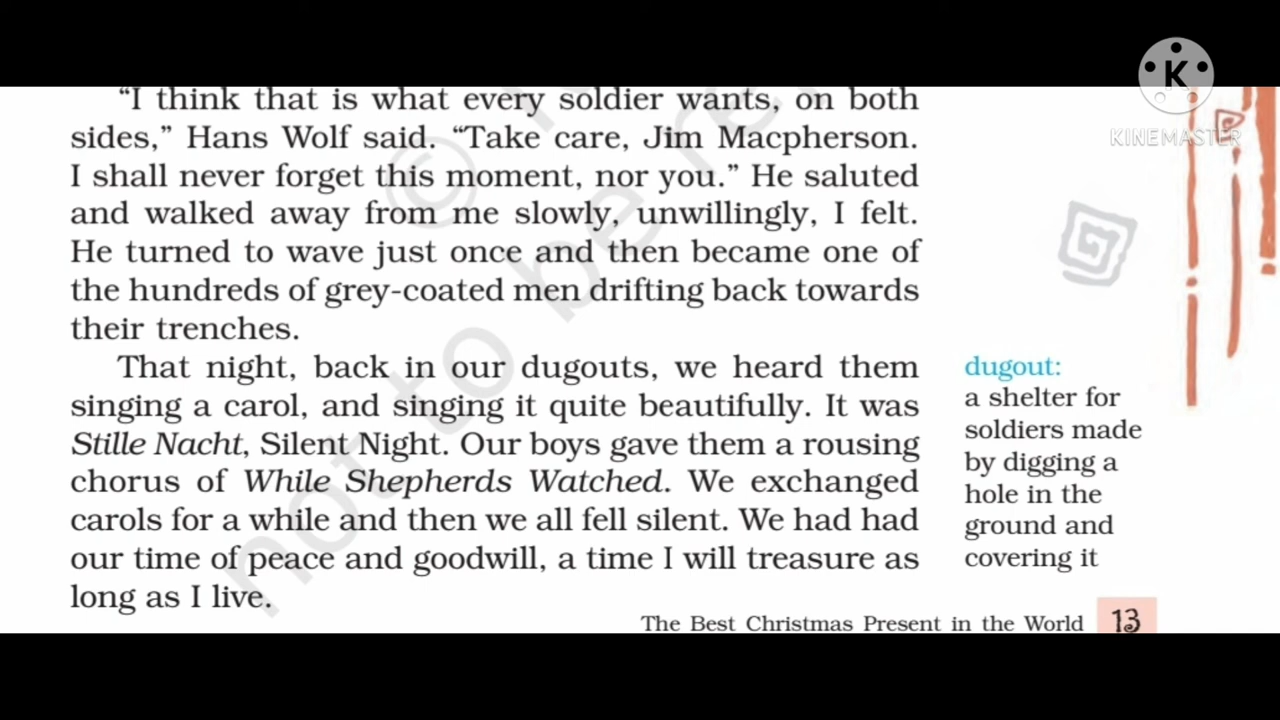 KINEMASTER
“I think that is what every soldier wants, on both
sides,” Hans Wolf said. “Take care, Jim Macpherson.
I shall never forget this moment, nor you.” He saluted
and walked away from me slowly, unwillingly, I felt.
He turned to wave just once and then became one of
the hundreds of grey-coated men drifting back towards
their trenches.
That night, back in our dugouts, we heard them
singing a carol, and singing it quite beautifully. It was
Stille Nacht, Silent Night. Our boys gave them a rousing
chorus of While Shepherds Watched. We exchanged
carols for a while and then we all fell silent. We had had
our time of peace and goodwill, a time I will treasure as
long as I live.
dugout:
a shelter for
soldiers made
by digging a
hole in the
ground and
covering it
The Best Christmas Present in the World 13
©
not to be re